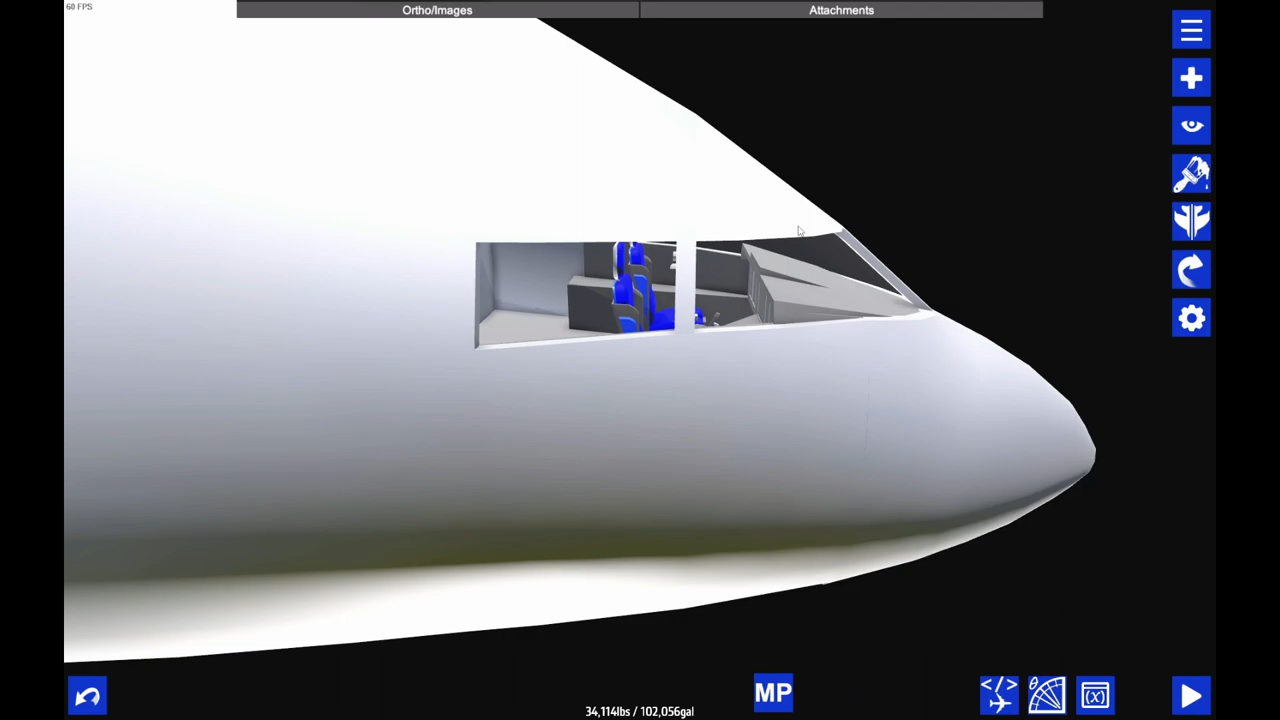 60 FPS
Ortho/Images
Attachments
MP
</>
(x)
34,114lbs / 102,056gal